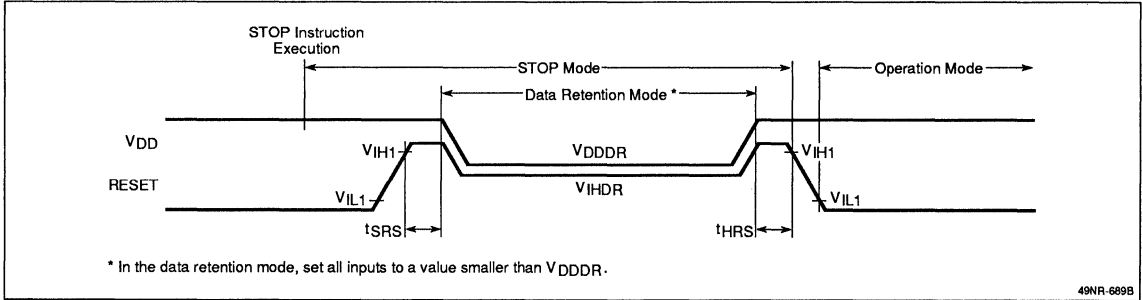 STOP Instruction
Execution
STOP Mode
Operation Mode
Data Retention Mode *
VDD
VIH1
VDDDR
VIH1
RESET
VIHDR
VIL1
VIL1
tSRS
tHRS
* In the data retention mode, set all inputs to a value smaller than VDDDR.
49NR-689B